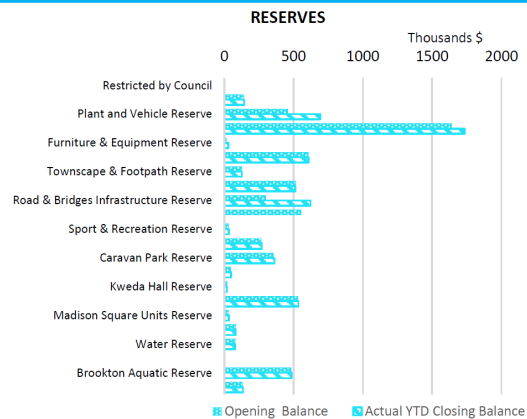 RESERVES
Thousands $
0 500 1000 1500 2000
Restricted by Council
Plant and Vehicle Reserve
Furniture & Equipment Reserve
Townscape & Footpath Reserve
Road & Bridges Infrastructure Reserve
Sport & Recreation Reserve
Caravan Park Reserve
Kweda Hall Reserve
Madison Square Units Reserve
Water Reserve
Brookton Aquatic Reserve
Opening Balance Actual YTD Closing Balance